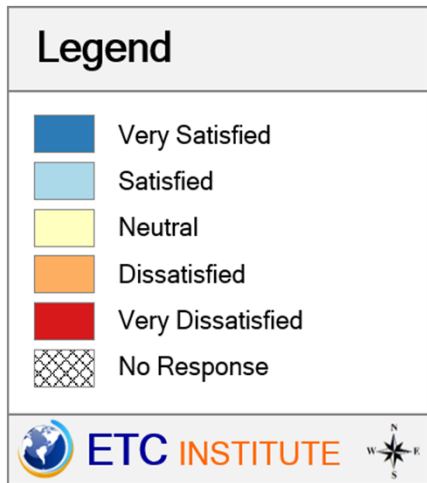 Legend
Very Satisfied
Satisfied
Neutral
Dissatisfied
Very Dissatisfied
No Response
ETC INSTITUTE
N
W E
S